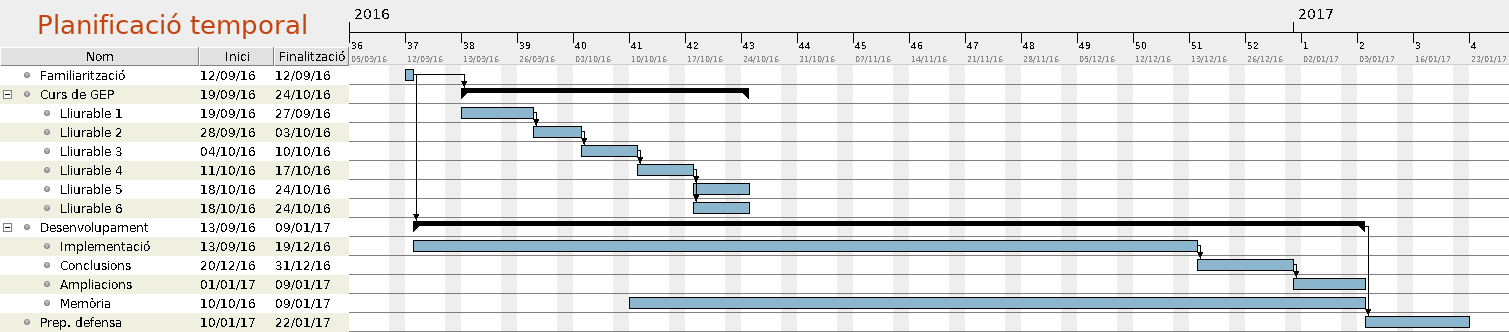 Planificació temporal
2016 2017
36 37 38 39 40 41 42 43 44 45 46 47 48 49 50 51 52 1 2 3 4
Nom Inici Finalització
05/09/16 12/09/16 19/09/16 26/09/16 03/10/16 10/10/16 17/10/16 24/10/16 31/10/16 07/11/16 14/11/16 21/11/16 28/11/16 05/12/16 12/12/16 19/12/16 26/12/16 02/01/17 09/01/17 16/01/17 23/01/17
Familiarització 12/09/16 12/09/16
Curs de GEP 19/09/16 24/10/16
Lliurable 1 19/09/16 27/09/16
Lliurable 2 28/09/16 03/10/16
Lliurable 3 04/10/16 10/10/16
Lliurable 4 11/10/16 17/10/16
Lliurable 5 18/10/16 24/10/16
Lliurable 6 18/10/16 24/10/16
Desenvolupament 13/09/16 09/01/17
Implementació 13/09/16 19/12/16
Conclusions 20/12/16 31/12/16
Ampliacions 01/01/17 09/01/17
Memòria 10/10/16 09/01/17
Prep. defensa 10/01/17 22/01/17